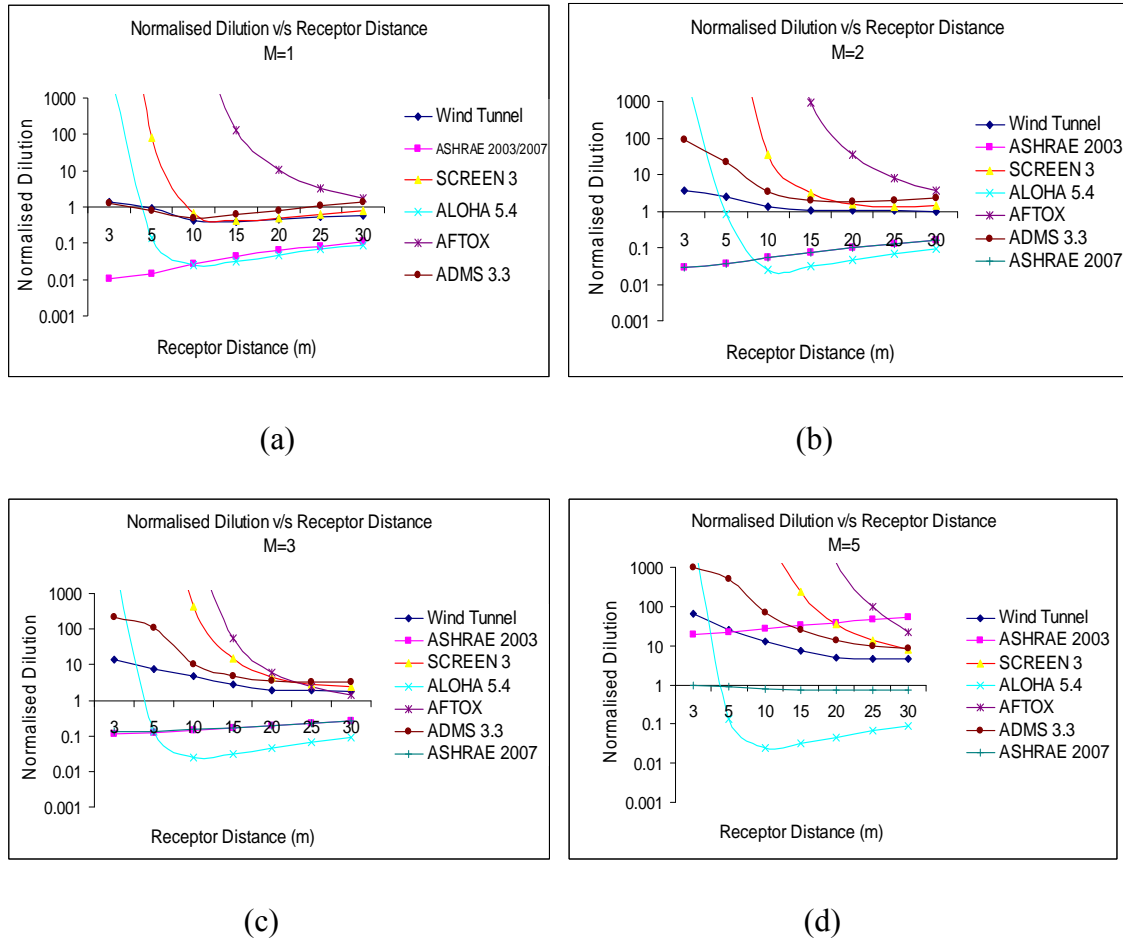 Normalised Dilution v/s Receptor Distance
M=1
Normalised Dilution
1000
100
10
1
0.1
0.01
0.001
3 5 10 15 20 25 30
Receptor Distance (m)
Wind Tunnel
ASHRAE 2003/2007
SCREEN 3
ALOHA 5.4
AFTOX
ADMS 3.3
(a)
Normalised Dilution v/s Receptor Distance
M=2
Normalised Dilution
1000
100
10
1
0.1
0.01
0.001
3 5 10 15 20 25 30
Receptor Distance (m)
Wind Tunnel
ASHRAE 2003
SCREEN 3
ALOHA 5.4
AFTOX
ADMS 3.3
ASHRAE 2007
(b)
Normalised Dilution v/s Receptor Distance
M=3
Normalised Dilution
1000
100
10
1
0.1
0.01
0.001
3 5 10 15 20 25 30
Receptor Distance (m)
Wind Tunnel
ASHRAE 2003
SCREEN 3
ALOHA 5.4
AFTOX
ADMS 3.3
ASHRAE 2007
(c)
Normalised Dilution v/s Receptor Distance
M=5
Normalised Dilution
1000
100
10
1
0.1
0.01
0.001
3 5 10 15 20 25 30
Receptor Distance (m)
Wind Tunnel
ASHRAE 2003
SCREEN 3
ALOHA 5.4
AFTOX
ADMS 3.3
ASHRAE 2007
(d)